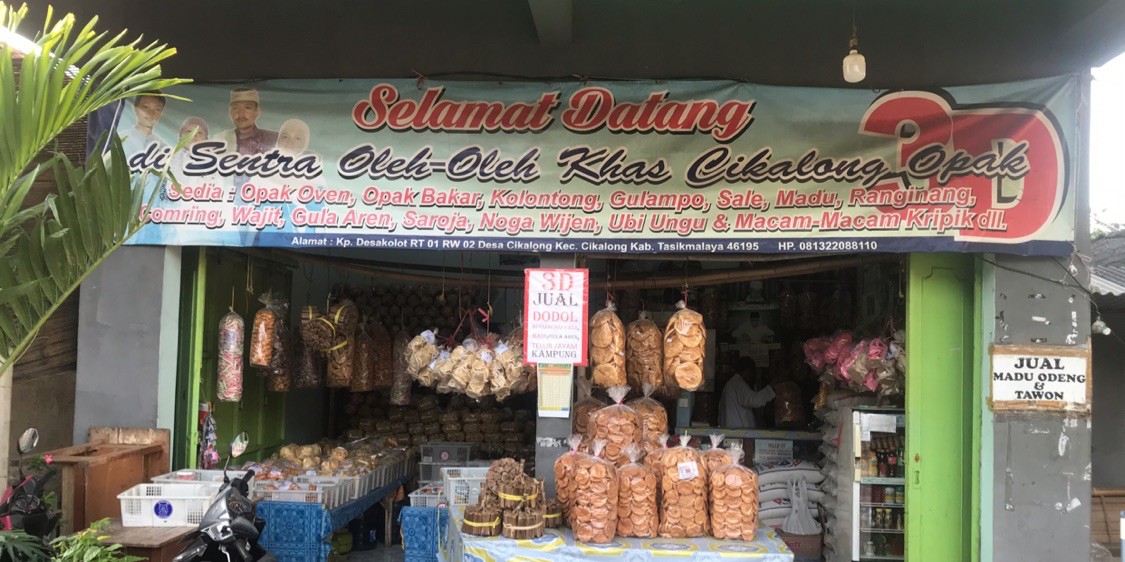 Selamat Datang
di Sentra Oleh-Oleh Khas Cikalong Opak 3D
Sedia : Opak Oven, Opak Bakar, Kolontong, Gulampo, Sale, Madu, Ranginang,
Comring, Wajit, Gula Aren, Saroja, Noga Wijen, Ubi Ungu & Macam-Macam Kripik dll.
Alamat : Kp. Desakolot RT 01 RW 02 Desa Cikalong Kec. Cikalong Kab. Tasikmalaya 46195 HP. 081322088110
3D
JUAL
DODOL
TELUR AYAM
KAMPUNG
JUAL
MADU ODENG
&
TAWON